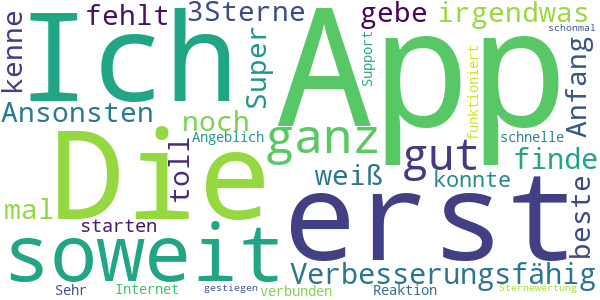 kenne
fehlt
3Sterne
gebe
irgendwas
schonmal
Ich
App
Super
Support
funktioniert
Anfang
Ansonsten
noch
Angeblich
ganz
schnelle
Die
toll
gut
finde
mal
weiß
konnte
erst
beste
starten
soweit
Verbesserungsfähig
Sehr
Internet
gestiegen
verbunden
Reaktion
Sternewertung